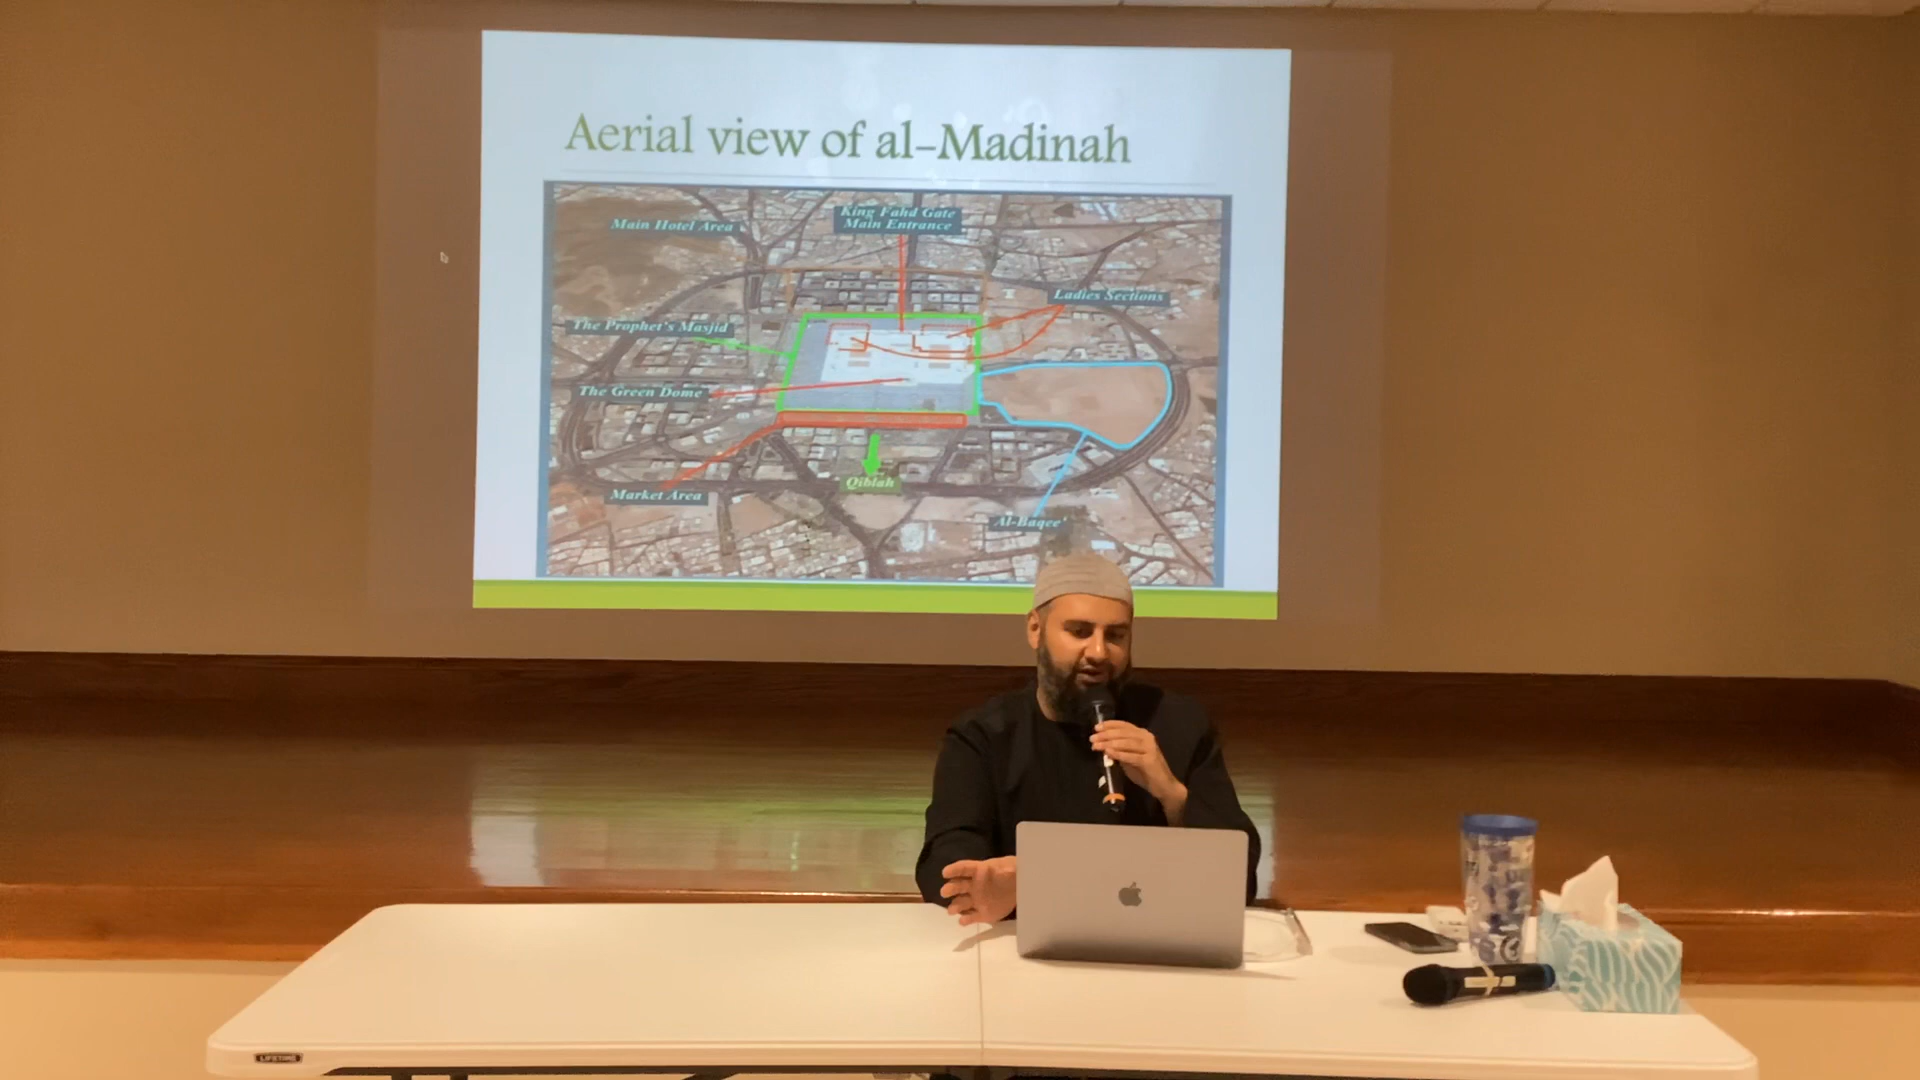 Aerial view of al-Madinah
King Fahd Gate
Main Entrance
Main Hotel Area
Ladies Sections
The Prophet's Masjid
The Green Dome
Qiblah
Market Area
Al-Baqee'
LIFETIME